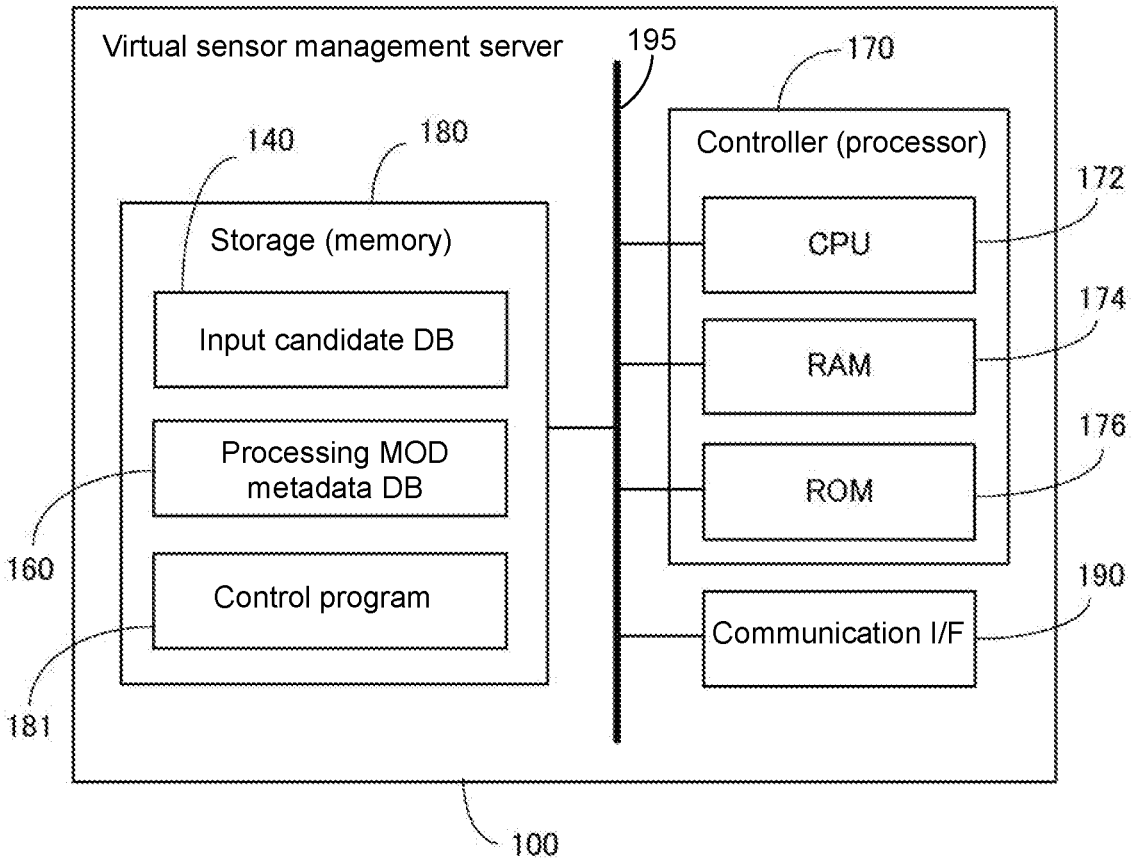 Virtual sensor management server
195
170
140
180
Controller (processor)
172
Storage (memory)
CPU
Input candidate DB
174
RAM
Processing MOD
metadata DB
176
ROM
160
190
Control program
Communication I/F
181
100